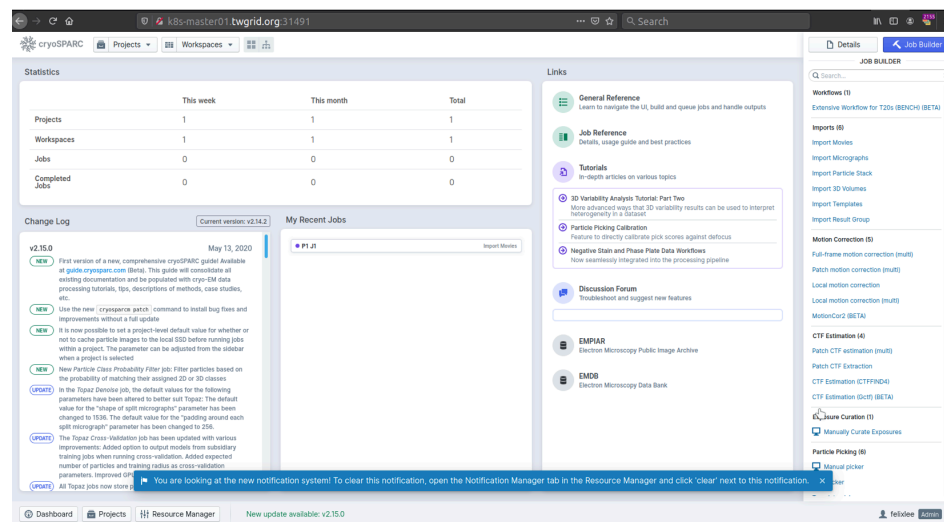 k8s-master01.twgrid.org:31491
Search
2155
cryoSPARC
Projects
Workspaces
Details
Job Builder
Statistics
This week
This month
Total
Projects 1 1 1
Workspaces 1 1 1
Jobs 0 0 0
Completed
Jobs
0 0 0
Change Log
Current version: v2.14.2
v2.15.0
May 13, 2020
NEW First version of a new, comprehensive cryoSPARC guide! Available
at guide.cryosparc.com (Beta). This guide will consolidate all
existing documentation and be populated with cryo-EM data
processing tutorials, tips, descriptions of methods, case studies,
etc.
NEW Use the new cryosparcm patch command to install bug fixes and
improvements without a full update
NEW It is now possible to set a project-level default value for whether or
not to cache particle images to the local SSD before running jobs
within a project. The parameter can be adjusted from the sidebar
when a project is selected
NEW New Particle Class Probability Filter job: Filter particles based on
the probability of matching their assigned 2D or 3D classes
UPDATE In the Topaz Denoise job, the default values for the following
parameters have been altered to better suit Topaz: The default
value for the "shape of split micrographs" parameter has been
changed to 1536. The default value for the "padding around each
split micrograph" parameter has been changed to 256.
UPDATE The Topaz Cross-Validation job has been updated with various
improvements: Added option to output models from subsidiary
training jobs when running cross-validation. Added expected
number of particles and training radius as cross-validation
parameters. Improved
UPDATE All Topaz jobs now store
My Recent Jobs
P1 J1
Import Movies
Links
General Reference
Learn to navigate the UI, build and queue jobs and handle outputs
Job Reference
Details, usage guide and best practices
Tutorials
In-depth articles on various topics
3D Variability Analysis Tutorial: Part Two
More advanced ways that 3D variability results can be used to interpret
heterogeneity in a dataset
Particle Picking Calibration
Feature to directly calibrate pick scores against defocus
Negative Stain and Phase Plate Data Workflows
Now seamlessly integrated into the processing pipeline
Discussion Forum
Troubleshoot and suggest new features
EMPIAR
Electron Microscopy Public Image Archive
EMDB
Electron Microscopy Data Bank
JOB BUILDER
Search...
Workflows (1)
Extensive Workflow for T20s (BENCH) (BETA)
Imports (6)
Import Movies
Import Micrographs
Import Particle Stack
Import 3D Volumes
Import Templates
Import Result Group
Motion Correction (5)
Full-frame motion correction (multi)
Patch motion correction (multi)
Local motion correction
Local motion correction (multi)
MotionCor2 (BETA)
CTF Estimation (4)
Patch CTF estimation (multi)
Patch CTF Extraction
CTF Estimation (CTFFIND4)
CTF Estimation (Gctf) (BETA)
Exposure Curation (1)
Manually Curate Exposures
Particle Picking (6)
Manual picker
You are looking at the new notification system! To clear this notification, open the Notification Manager tab in the Resource Manager and click 'clear' next to this notification.
Dashboard
Projects
Resource Manager
New update available: v2.15.0
felixlee
Admin